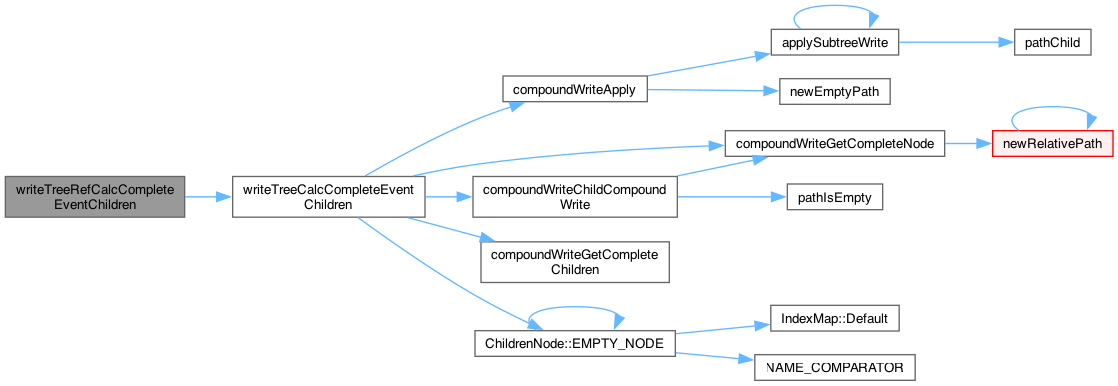 writeTreeRefCalcComplete
EventChildren
writeTreeCalcCompleteEvent
Children
compoundWriteApply
applySubtreeWrite
pathChild
newEmptyPath
compoundWriteGetCompleteNode
newRelativePath
compoundWriteChildCompound
Write
pathIsEmpty
compoundWriteGetComplete
Children
ChildrenNode::EMPTY_NODE
IndexMap::Default
NAME_COMPARATOR